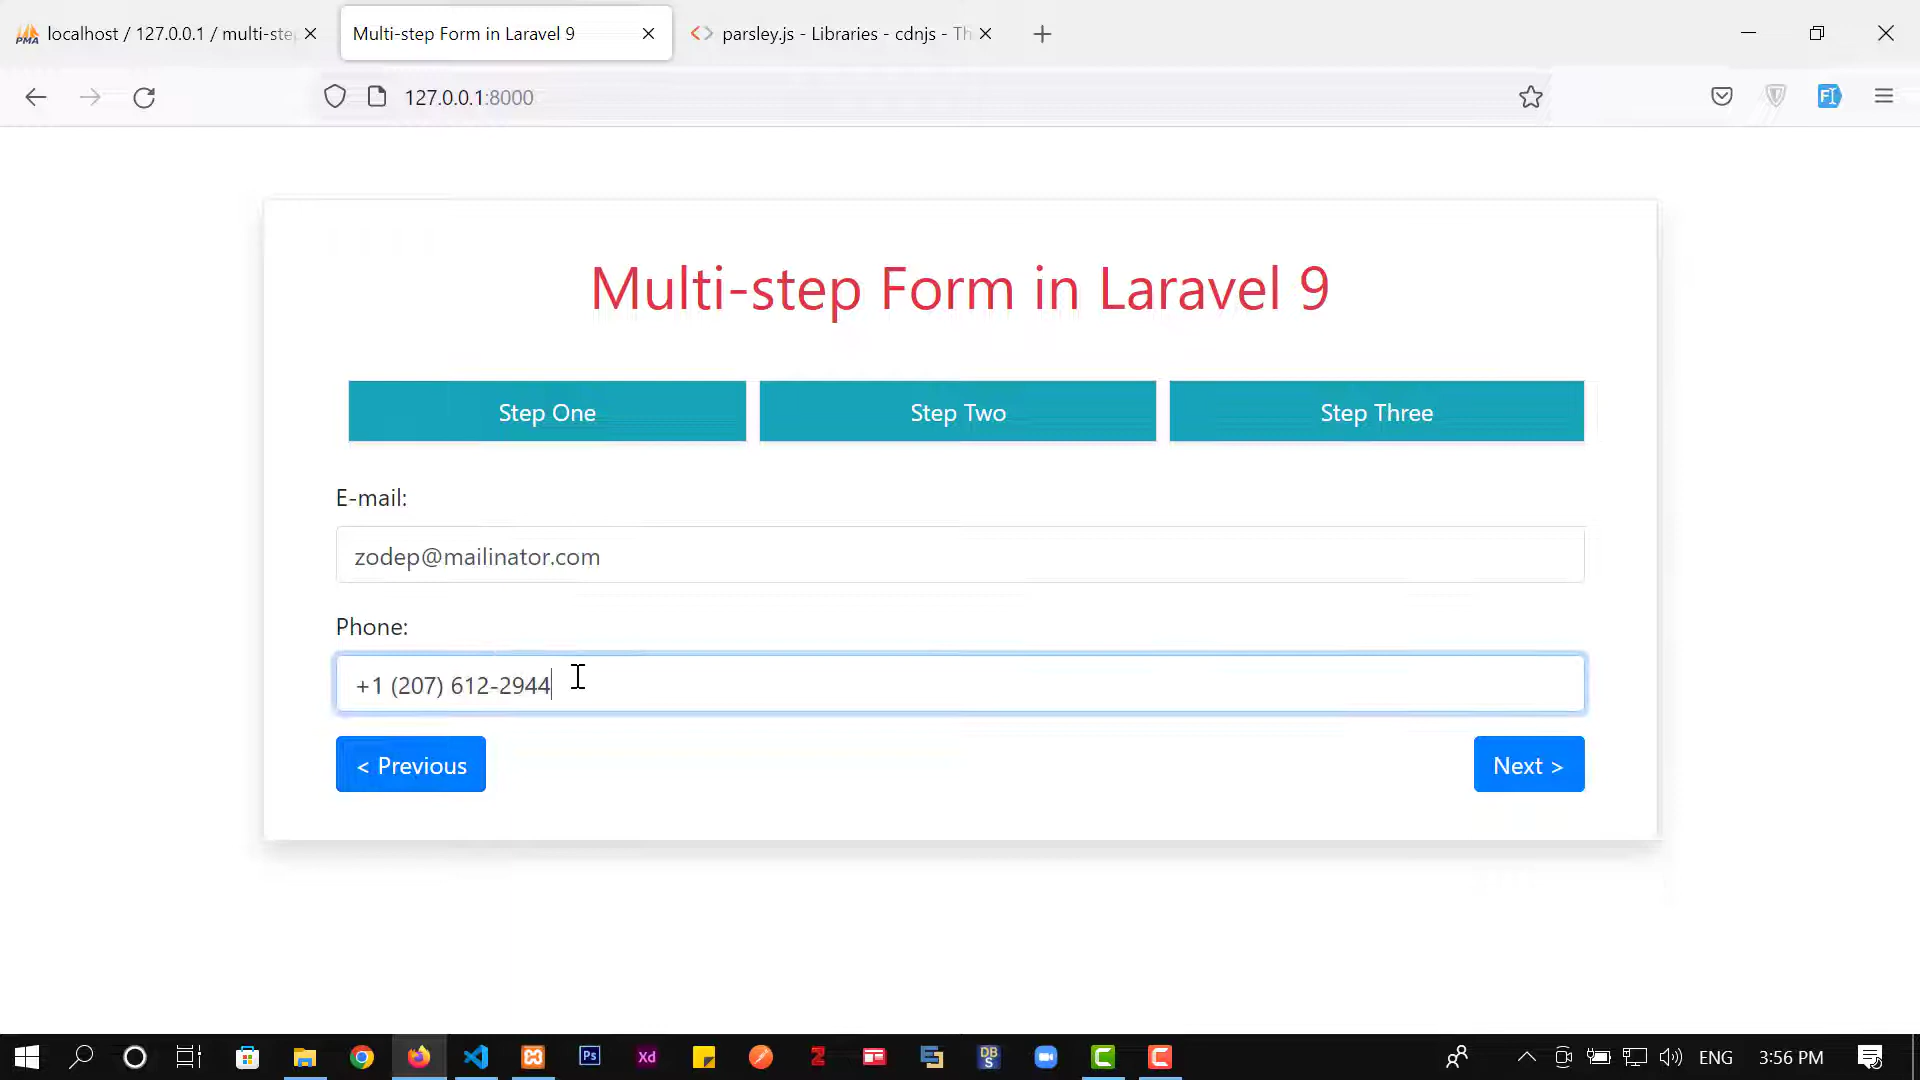 localhost / 127.0.0.1 / multi-ste
Multi-step Form in Laravel 9
parsley.js - Libraries - cdnjs - Th
127.0.0.1:8000
Multi-step Form in Laravel 9
Step One
Step Two
Step Three
E-mail:
zodep@mailinator.com
Phone:
+1 (207) 612-2944
< Previous
Next >
ENG
3:56 PM